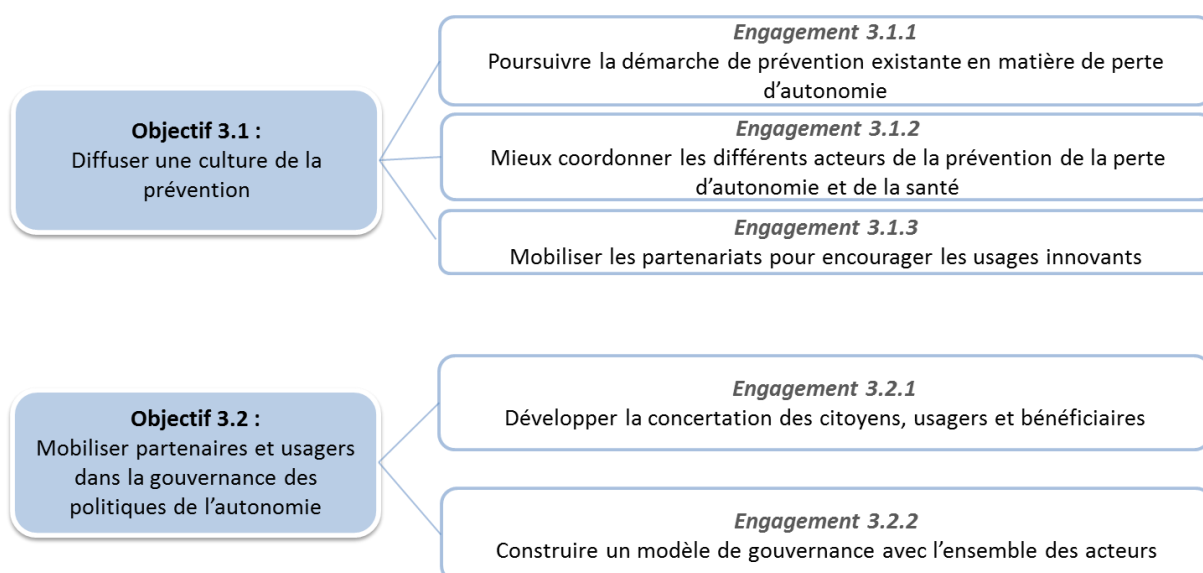 Objectif 3.1 :
Diffuser une culture de la
prévention
Engagement 3.1.1
Poursuivre la démarche de prévention existante en matière de perte
d'autonomie
Engagement 3.1.2
Mieux coordonner les différents acteurs de la prévention de la perte
d'autonomie et de la santé
Engagement 3.1.3
Mobiliser les partenariats pour encourager les usages innovants
Objectif 3.2 :
Mobiliser partenaires et usagers
dans la gouvernance des
politiques de l’autonomie
Engagement 3.2.1
Développer la concertation des citoyens, usagers et bénéficiaires
Engagement 3.2.2
Construire un modèle de gouvernance avec l’ensemble des acteurs